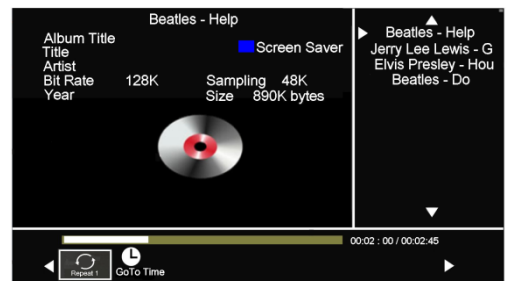 Beatles - Help
Album Title
Title
Screen Saver
Artist
Bit Rate 128K Sampling 48K
Year Size 890K bytes
Beatles - Help
Jerry Lee Lewis - G
Elvis Presley - Hou
Beatles - Do
00:02 : 00 / 00:02:45
Repeat 1
GoTo Time